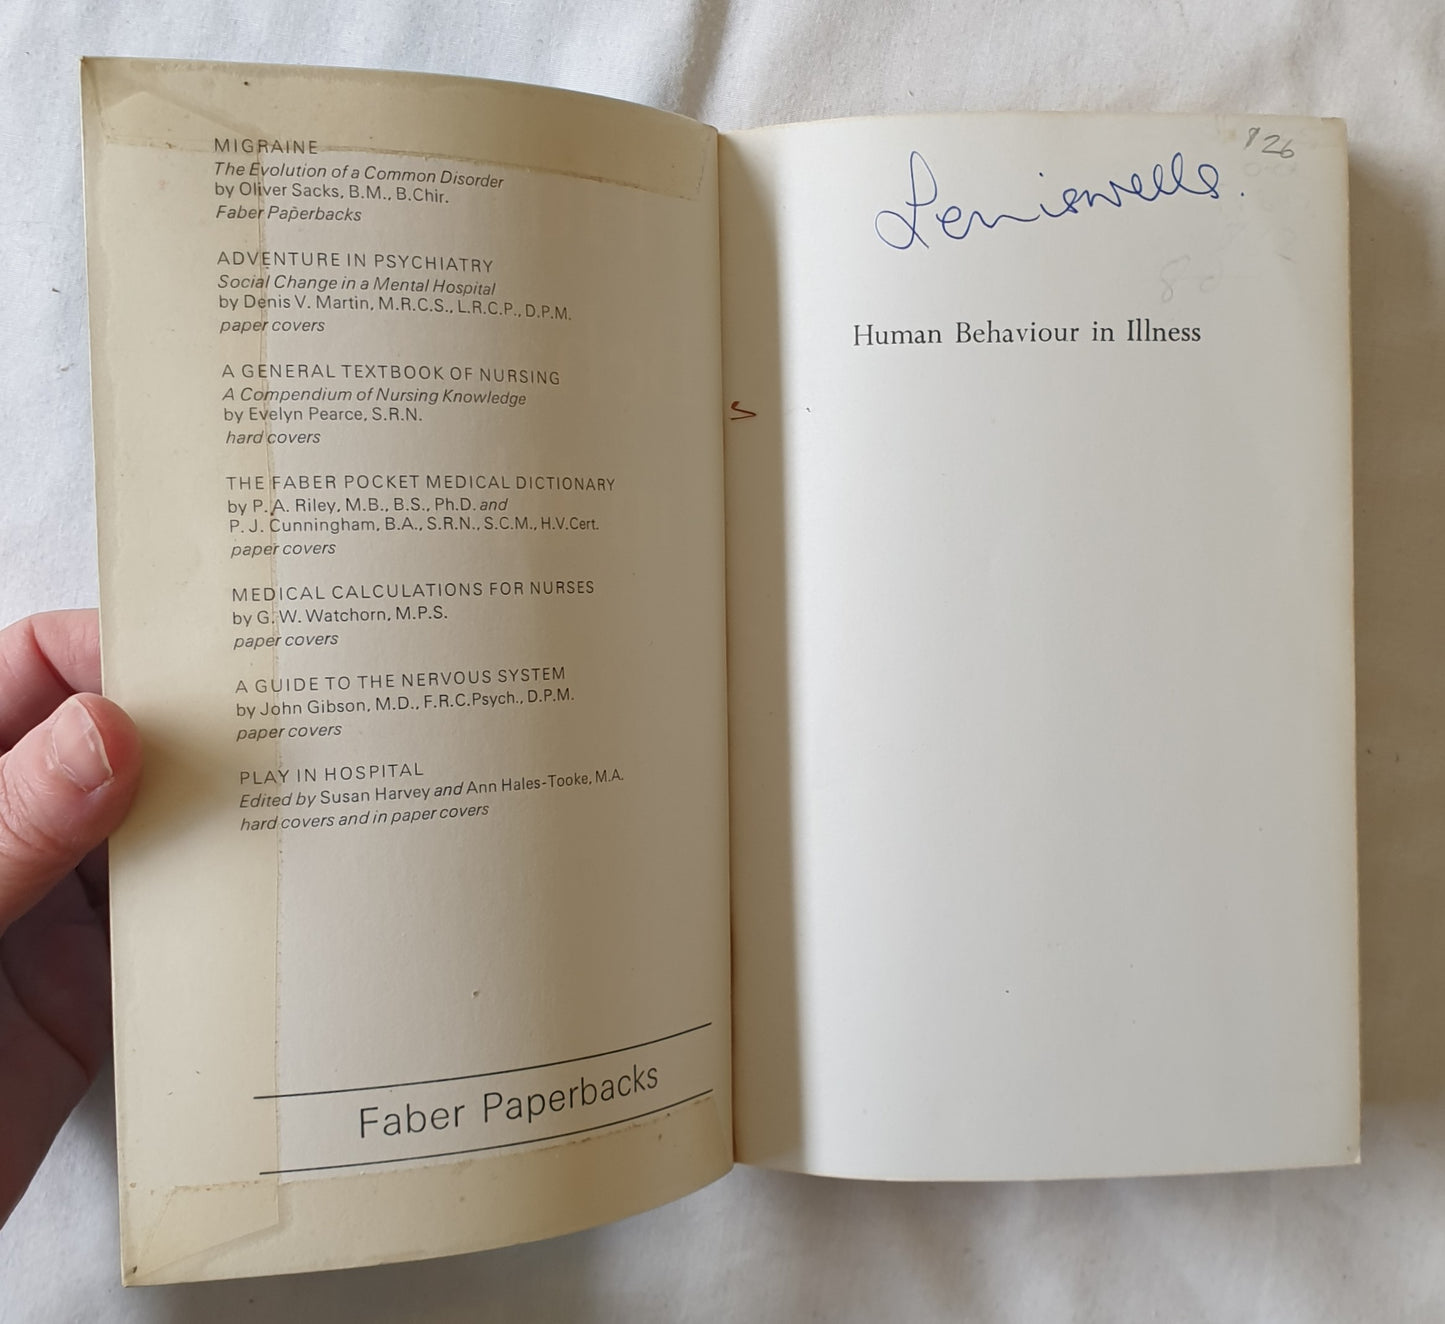 MIGRAINE
The Evolution of a Common Disorder
by Oliver Sacks, B.M., B.Chir.
Faber Paperbacks
ADVENTURE IN PSYCHIATRY
Social Change in a Mental Hospital
by Denis V. Martin, M.R.C.S., L.R.C.P., D.P.M.
paper covers
A GENERAL TEXTBOOK OF NURSING
A Compendium of Nursing Knowledge
by Evelyn Pearce, S.R.N.
hard covers
THE FABER POCKET MEDICAL DICTIONARY
by P. A. Riley, M.B., B.S., Ph.D. and
P. J. Cunningham, B.A., S.R.N., S.C.M., H.V.Cert.
paper covers
MEDICAL CALCULATIONS FOR NURSES
by G. W. Watchorn, M.P.S.
paper covers
A GUIDE TO THE NERVOUS SYSTEM
by John Gibson, M.D., F.R.C.Psych., D.P.M.
paper covers
PLAY IN HOSPITAL
Edited by Susan Harvey and Ann Hales-Tooke, M.A.
hard covers and in paper covers
Faber Paperbacks
Human Behaviour in Illness